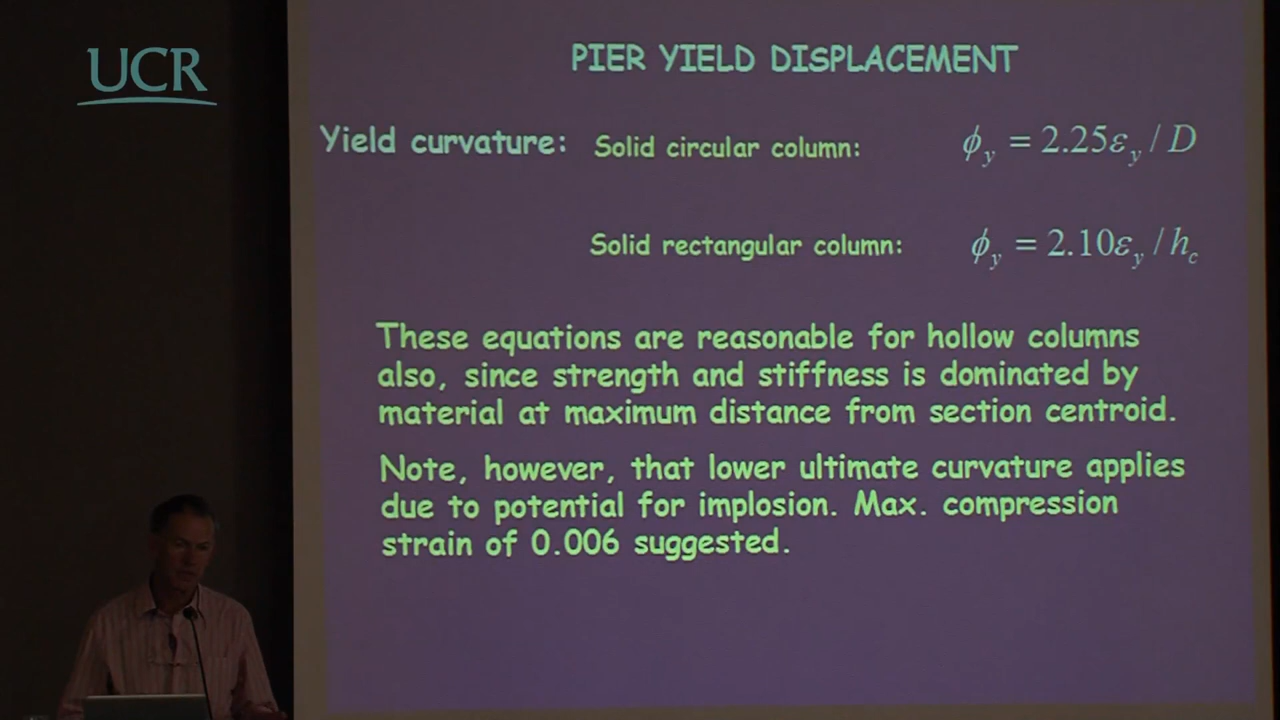 UCR
PIER YIELD DISPLACEMENT
Yield curvature: Solid circular column: ϕy = 2.25εy / D
Solid rectangular column: ϕy = 2.10εy / hc
These equations are reasonable for hollow columns
also, since strength and stiffness is dominated by
material at maximum distance from section centroid.
Note, however, that lower ultimate curvature applies
due to potential for implosion. Max. compression
strain of 0.006 suggested.